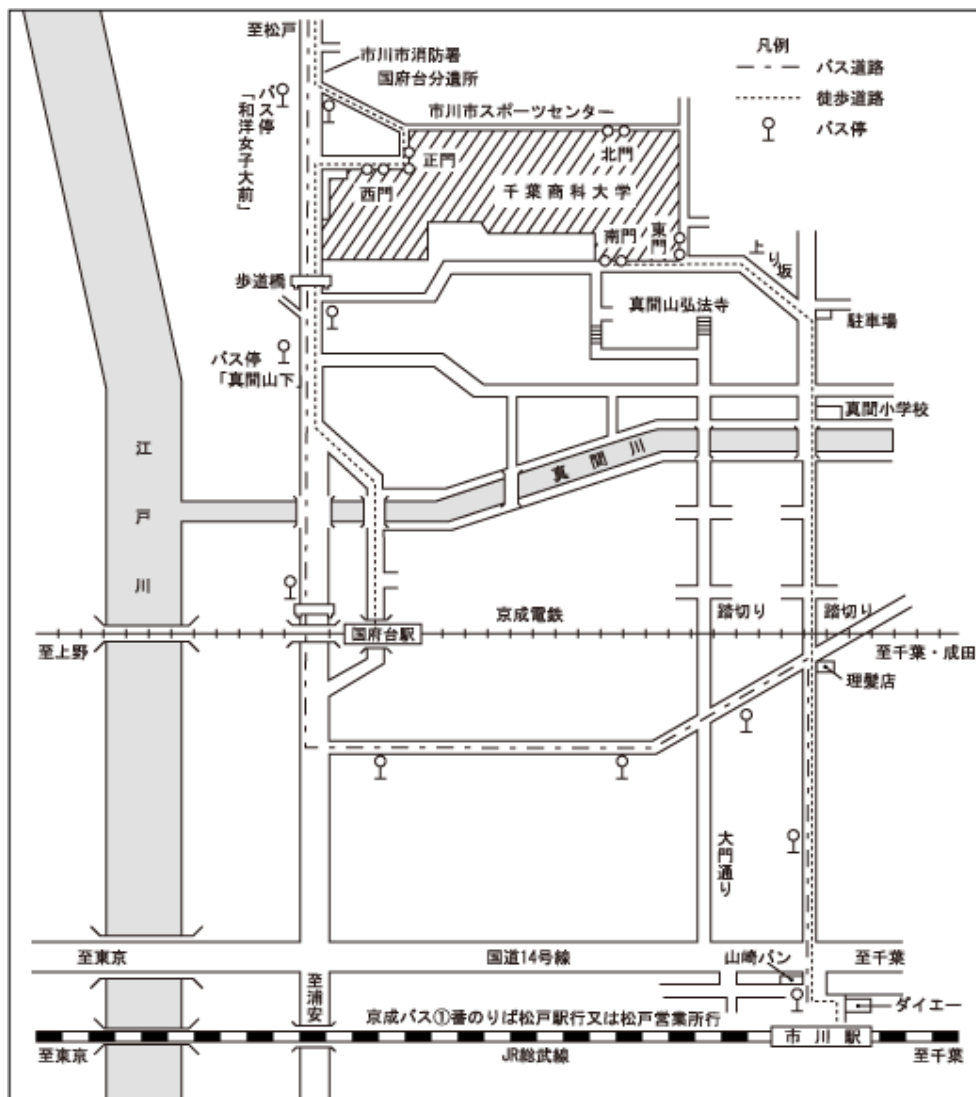 至松戸
市川市消防署
国府台分遣所
凡例
バス道路
徒歩道路
バス停
バス停
「和洋女子大前」
市川市スポーツセンター
正門
北門
西門
千葉商科大学
南門
東門
上り坂
歩道橋
真間山弘法寺
駐車場
バス停
「真間山下」
真間小学校
江戸川
真間川
京成電鉄
踏切り
踏切り
国府台駅
至上野
至千葉・成田
理髪店
大門通り
至東京
国道14号線
山崎パン
至千葉
至浦安
ダイエー
京成バス①番のりば松戸駅行又は松戸営業所行
市川駅
至東京
JR総武線
至千葉